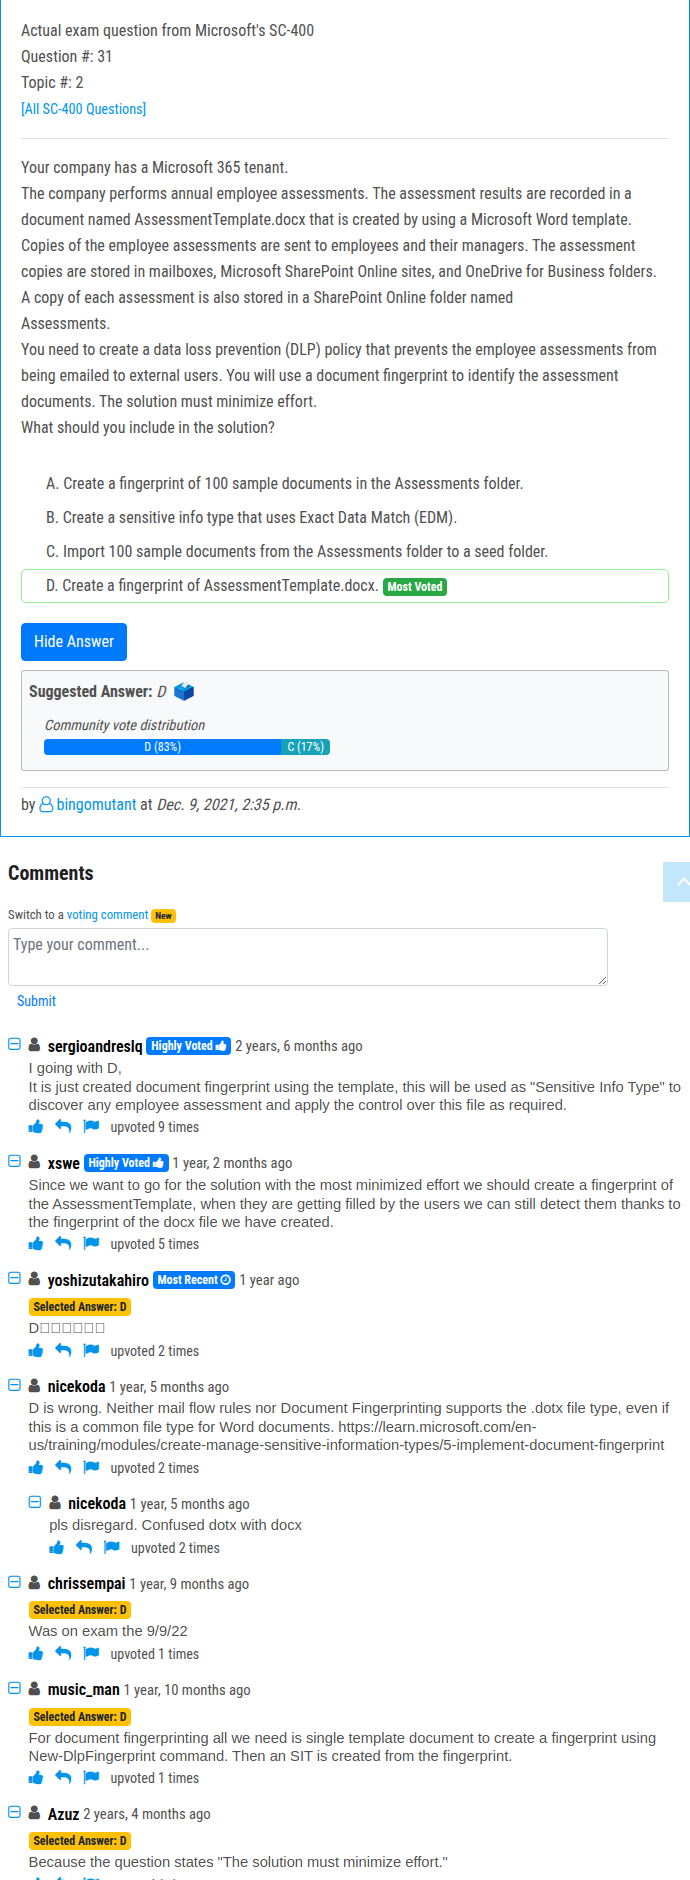 Actual exam question from Microsoft's SC-400
Question #: 31
Topic #: 2
[All SC-400 Questions]
Your company has a Microsoft 365 tenant.
The company performs annual employee assessments. The assessment results are recorded in a
document named AssessmentTemplate.docx that is created by using a Microsoft Word template.
Copies of the employee assessments are sent to employees and their managers. The assessment
copies are stored in mailboxes, Microsoft SharePoint Online sites, and OneDrive for Business folders.
A copy of each assessment is also stored in a SharePoint Online folder named
Assessments.
You need to create a data loss prevention (DLP) policy that prevents the employee assessments from
being emailed to external users. You will use a document fingerprint to identify the assessment
documents. The solution must minimize effort.
What should you include in the solution?
A. Create a fingerprint of 100 sample documents in the Assessments folder.
B. Create a sensitive info type that uses Exact Data Match (EDM).
C. Import 100 sample documents from the Assessments folder to a seed folder.
D. Create a fingerprint of AssessmentTemplate.docx. Most Voted
Hide Answer
Suggested Answer: D
Community vote distribution
D (83%) C (17%)
by bingomutant at Dec. 9, 2021, 2:35 p.m.
Comments
Switch to a voting comment New
Type your comment...
Submit
sergioandreslq Highly Voted 2 years, 6 months ago
I going with D,
It is just created document fingerprint using the template, this will be used as "Sensitive Info Type" to
discover any employee assessment and apply the control over this file as required.
upvoted 9 times
xswe Highly Voted 1 year, 2 months ago
Since we want to go for the solution with the most minimized effort we should create a fingerprint of
the AssessmentTemplate, when they are getting filled by the users we can still detect them thanks to
the fingerprint of the docx file we have created.
upvoted 5 times
yoshizutakahiro Most Recent 1 year ago
Selected Answer: D
D
upvoted 2 times
nicekoda 1 year, 5 months ago
D is wrong. Neither mail flow rules nor Document Fingerprinting supports the .dotx file type, even if
this is a common file type for Word documents. https://learn.microsoft.com/en-
us/training/modules/create-manage-sensitive-information-types/5-implement-document-fingerprint
upvoted 2 times
nicekoda 1 year, 5 months ago
pls disregard. Confused dotx with docx
upvoted 2 times
chrissempai 1 year, 9 months ago
Selected Answer: D
Was on exam the 9/9/22
upvoted 1 times
music_man 1 year, 10 months ago
Selected Answer: D
For document fingerprinting all we need is single template document to create a fingerprint using
New-DlpFingerprint command. Then an SIT is created from the fingerprint.
upvoted 1 times
Azuz 2 years, 4 months ago
Selected Answer: D
Because the question states "The solution must minimize effort."